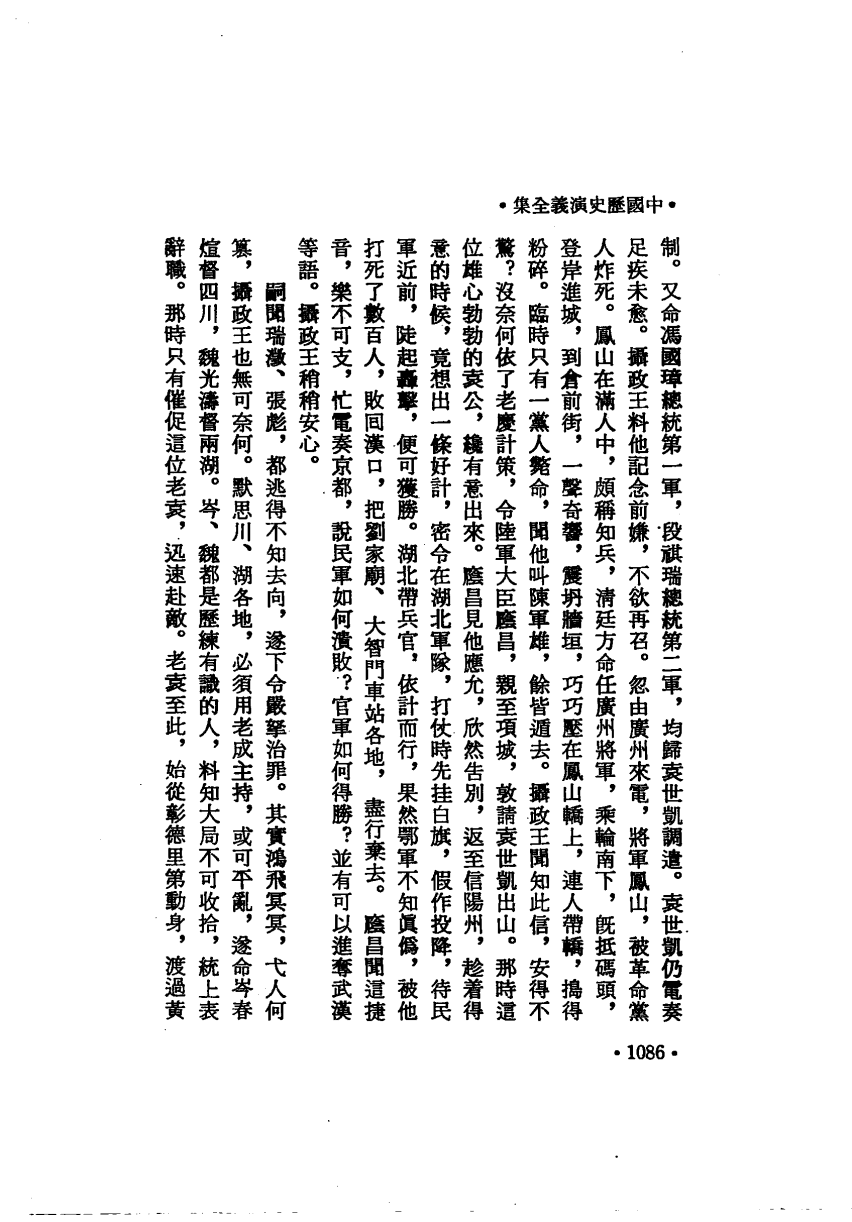 •中國歷史演義全集•
制。又命馮國璋總統第一軍，段祺瑞總統第二軍，均歸袁世凱調遣。袁世凱仍電奏
足疾未愈。攝政王料他記念前嫌，不欲再召。忽由廣州來電，將軍鳳山，被革命黨
人炸死。鳳山在滿人中，頗稱知兵，清廷方命任廣州將軍，乘輪南下，旣抵碼頭，
登岸進城，到倉前街，一聲奇響，震坍牆垣，巧巧壓在鳳山轎上，連人帶轎，搗得
粉碎。臨時只有一黨人斃命，聞他叫陳軍雄，餘皆遁去。攝政王聞知此信，安得不
驚？沒奈何依了老慶計策，令陸軍大臣廕昌，親至項城，敦請袁世凱出山。那時這
位雄心勃勃的袁公，纔有意出來。廕昌見他應允，欣然告別，返至信陽州，趁着得
意的時候，竟想出一條好計，密令在湖北軍隊，打仗時先挂白旗，假作投降，待民
軍近前，陡起轟擊，便可獲勝。湖北帶兵官，依計而行，果然鄂軍不知眞僞，被他
打死了數百人，敗回漢口，把劉家廟、大智門車站各地，盡行棄去。廕昌聞這捷
音，樂不可支，忙電奏京都，說民軍如何潰敗？官軍如何得勝？並有可以進奪武漢
等語。攝政王稍稍安心。
嗣聞瑞澂、張彪，都逃得不知去向，遂下令嚴拏治罪。其實鴻飛冥冥，弋人何
篡，攝政王也無可奈何。默思川、湖各地，必須用老成主持，或可平亂，遂命岑春
煊督四川，魏光燾督兩湖。岑、魏都是歷練有識的人，料知大局不可收拾，統上表
辭職。那時只有催促這位老袁，迅速赴敵。老袁至此，始從彰德里第動身，渡過黃
•1086•